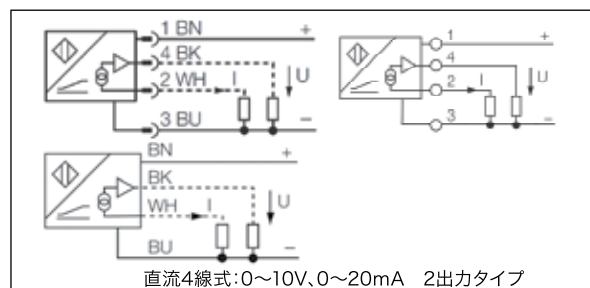 1 BN +
4 BK
2 WH I U
3 BU −
1 +
4
2 I U
3 −
BN +
BK
WH I U
BU −
直流4線式:0〜10V、0〜20mA 2出力タイプ